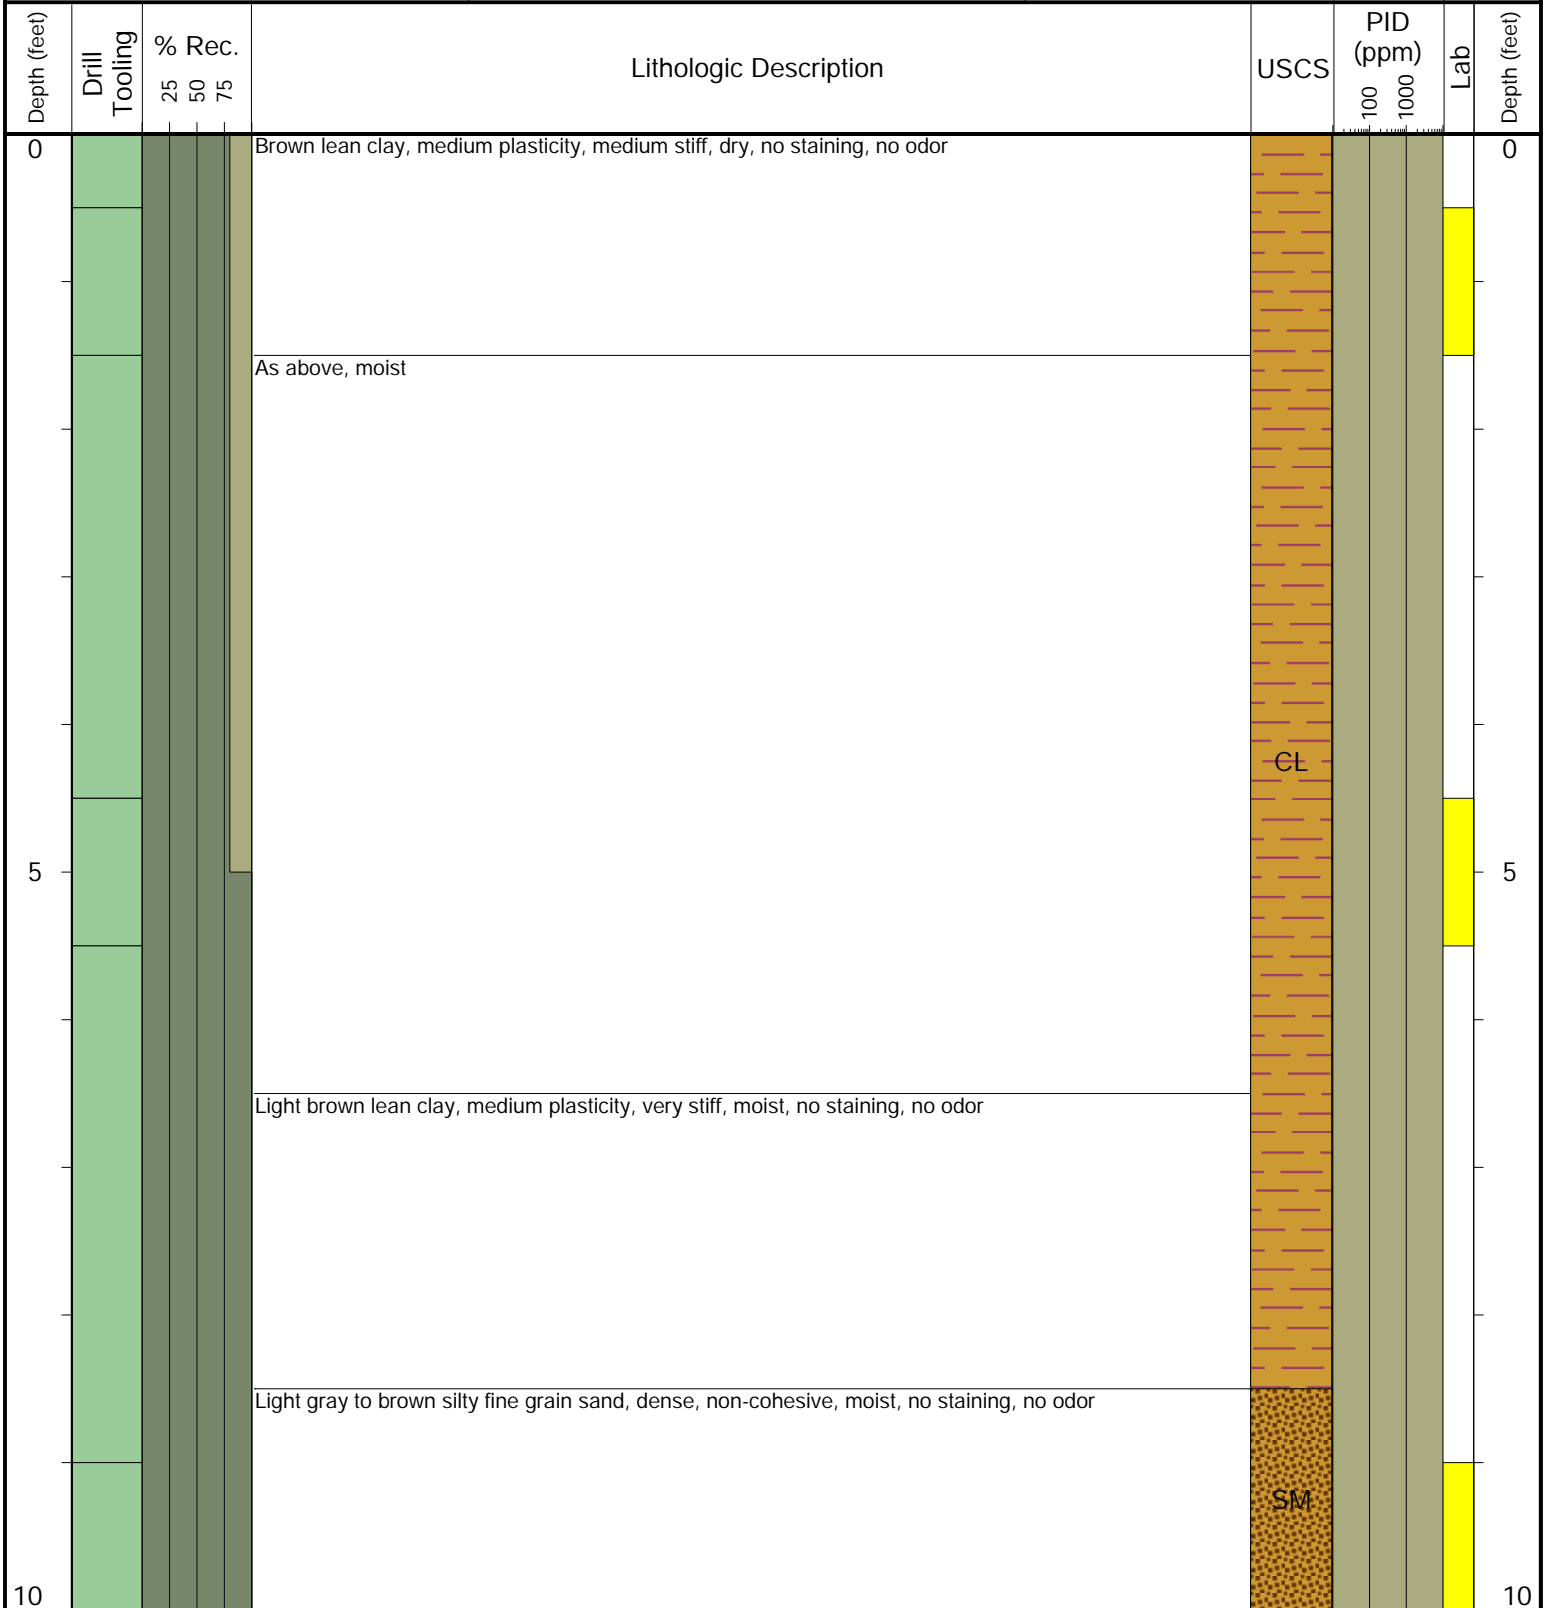 Depth (feet)
Drill
Tooling
% Rec.
25
50
75
Lithologic Description
USCS
PID
(ppm)
100
1000
Lab
Depth (feet)
0
Brown lean clay, medium plasticity, medium stiff, dry, no staining, no odor
0
As above, moist
CL
5
5
Light brown lean clay, medium plasticity, very stiff, moist, no staining, no odor
Light gray to brown silty fine grain sand, dense, non-cohesive, moist, no staining, no odor
SM
10
10